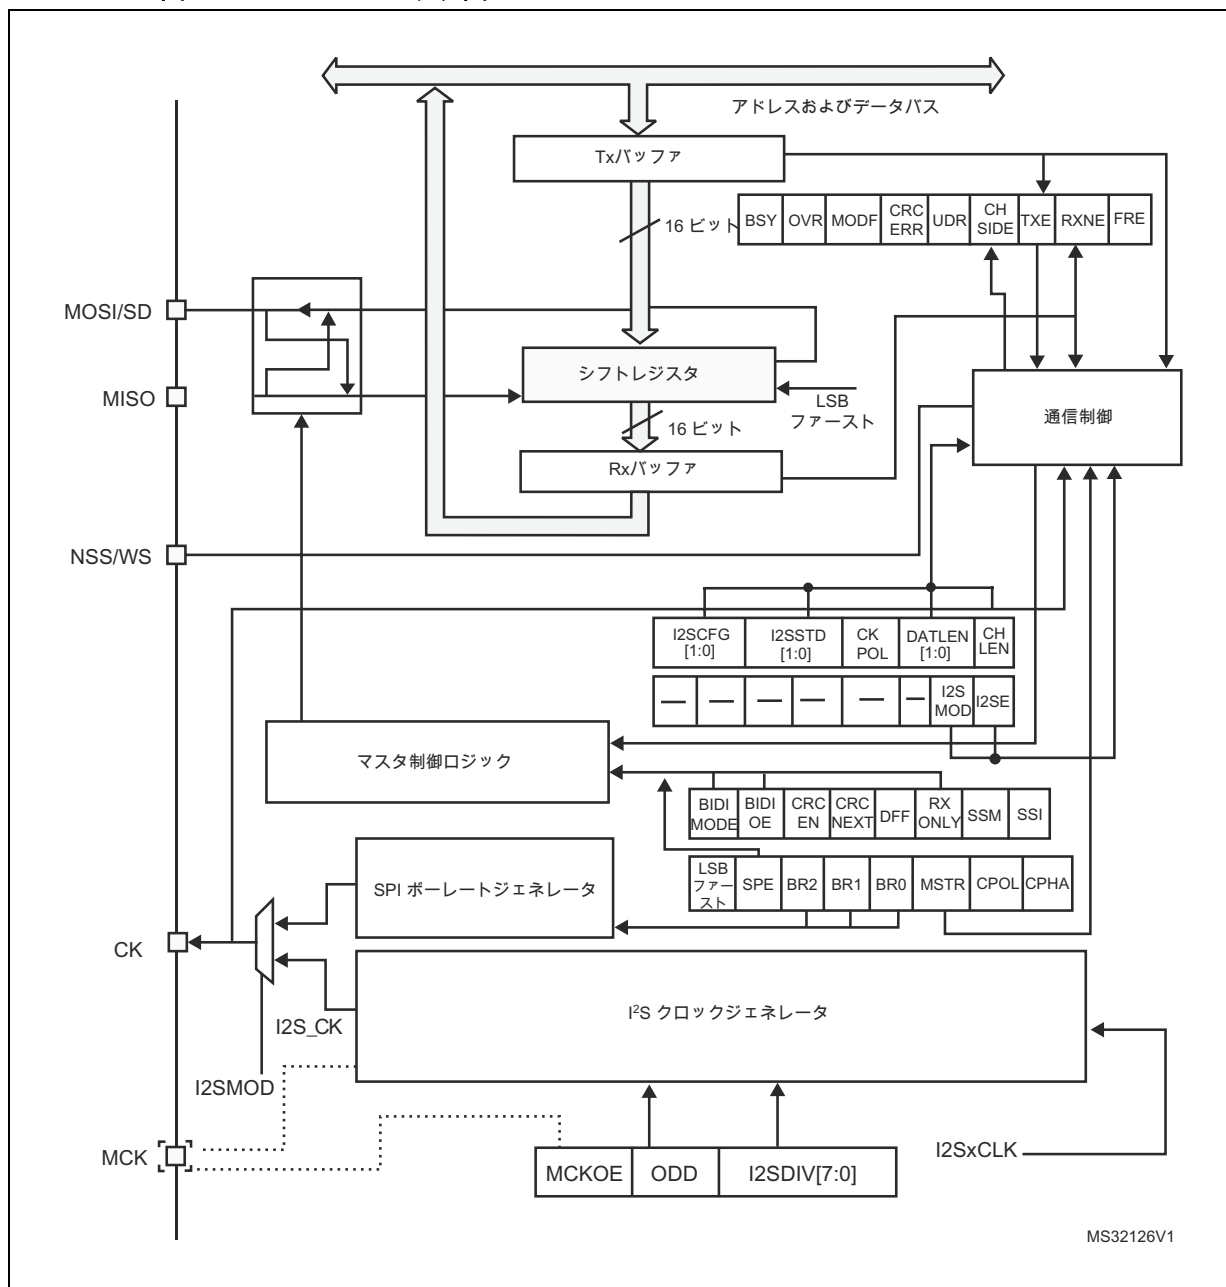 アドレスおよびデータバス
Txバッファ
16 ビット
BSY OVR MODF CRC ERR UDR CH SIDE TXE RXNE FRE
MOSI/SD
シフトレジスタ
MISO
LSB
ファースト
通信制御
16 ビット
Rxバッファ
NSS/WS
I2SCFG [1:0] I2SSTD [1:0] CK POL DATLEN [1:0] CH LEN
I2S MOD I2SE
マスタ制御ロジック
BIDI MODE BIDI OE CRC EN CRC NEXT DFF RX ONLY SSM SSI
LSB ファースト SPE BR2 BR1 BR0 MSTR CPOL CPHA
SPI ボーレートジェネレータ
CK
I2S_CK
I²S クロックジェネレータ
I2SMOD
MCK
I2SxCLK
MCKOE ODD I2SDIV[7:0]
MS32126V1